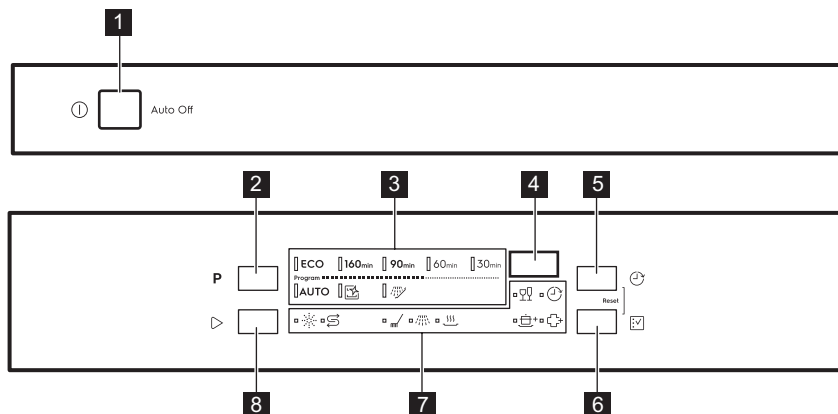 1
Auto Off
2 3 4 5
ECO 160min 90min 60min 30min
P
Program
AUTO
Reset
8 7 6